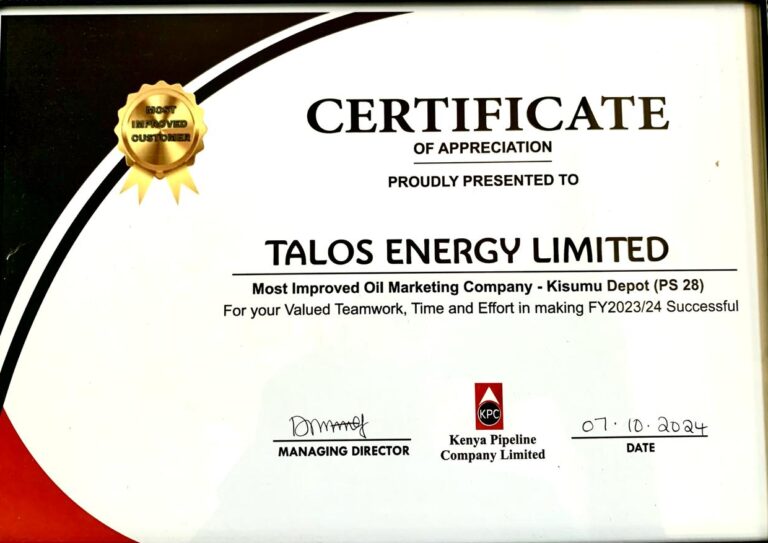 MOST
IMPROVED
CUSTOMER
CERTIFICATE
OF APPRECIATION
PROUDLY PRESENTED TO
TALOS ENERGY LIMITED
Most Improved Oil Marketing Company - Kisumu Depot (PS 28)
For your Valued Teamwork, Time and Effort in making FY2023/24 Successful
KPC
07.10.2024
MANAGING DIRECTOR
Kenya Pipeline
Company Limited
DATE